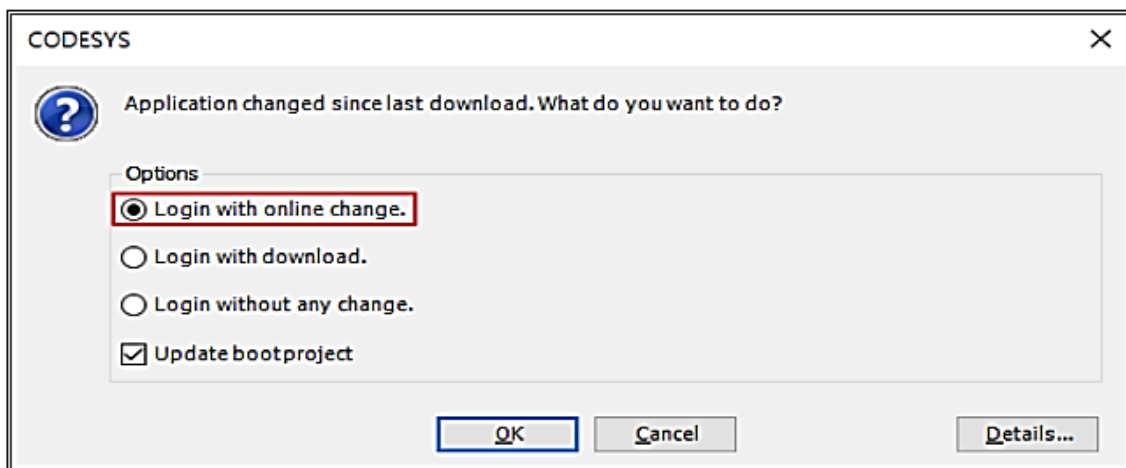 CODESYS
Application changed since last download. What do you want to do?
Options
Login with online change.
Login with download.
Login without any change.
Update bootproject
OK
Cancel
Details...